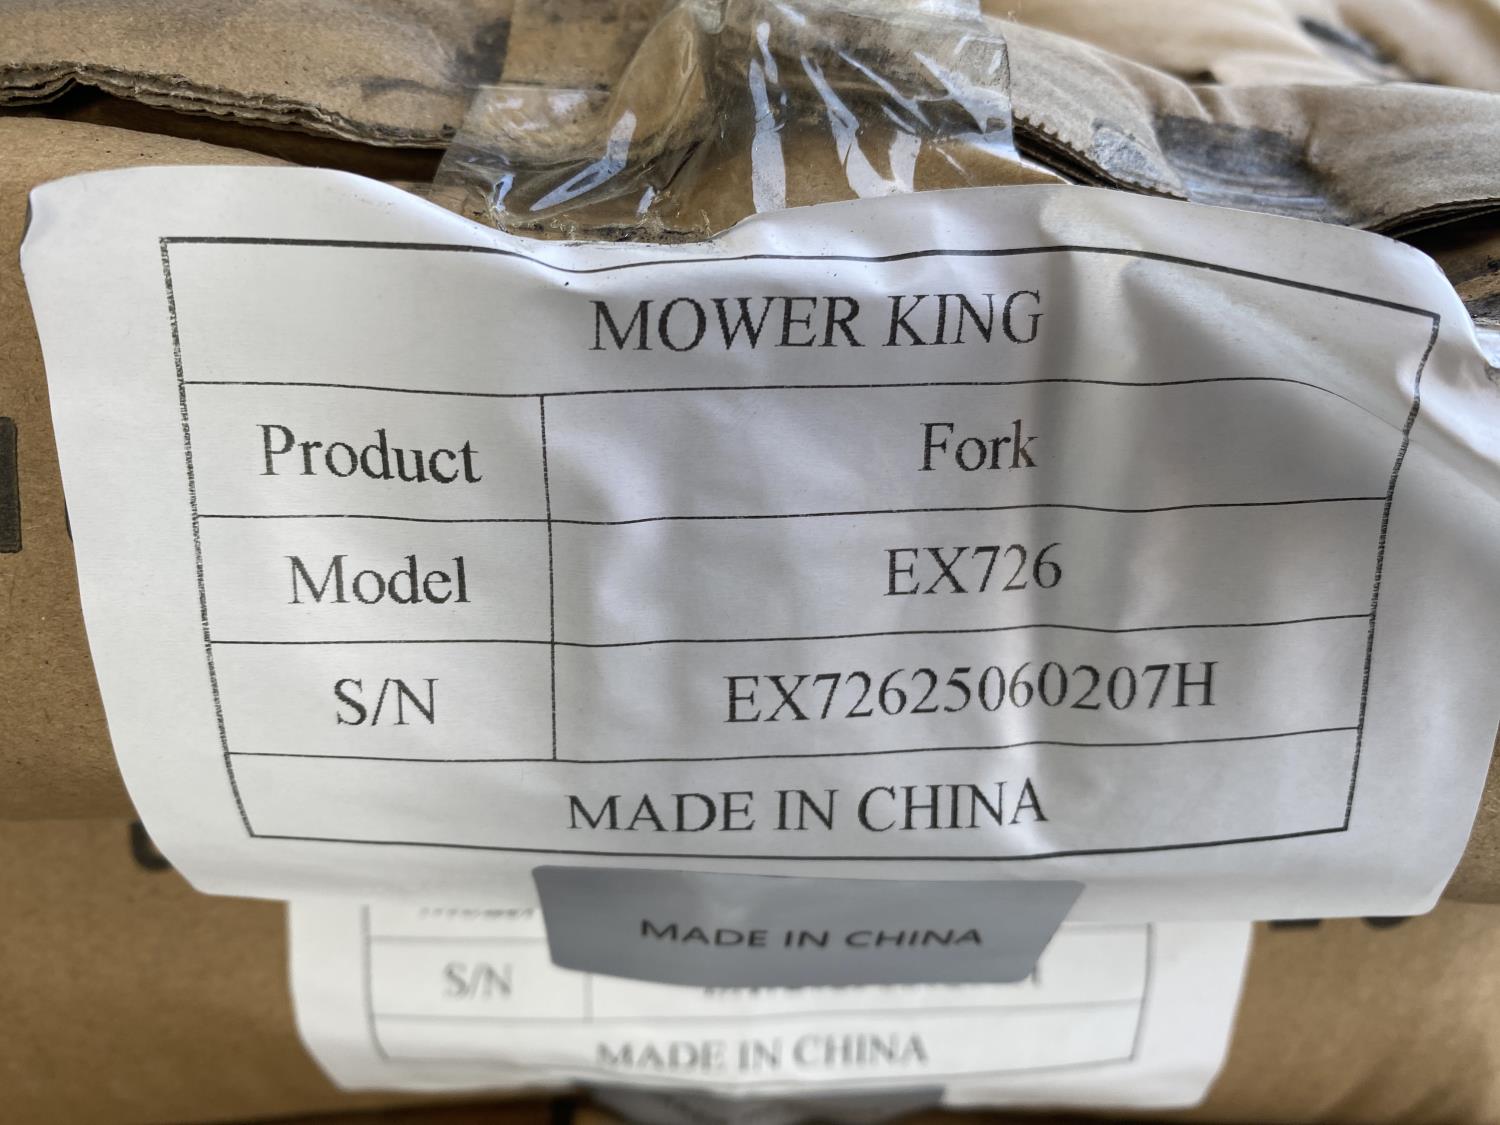 MOWER KING
Product Fork
Model EX726
S/N EX72625060207H
MADE IN CHINA
MADE IN CHINA
S/N
MADE IN CHINA